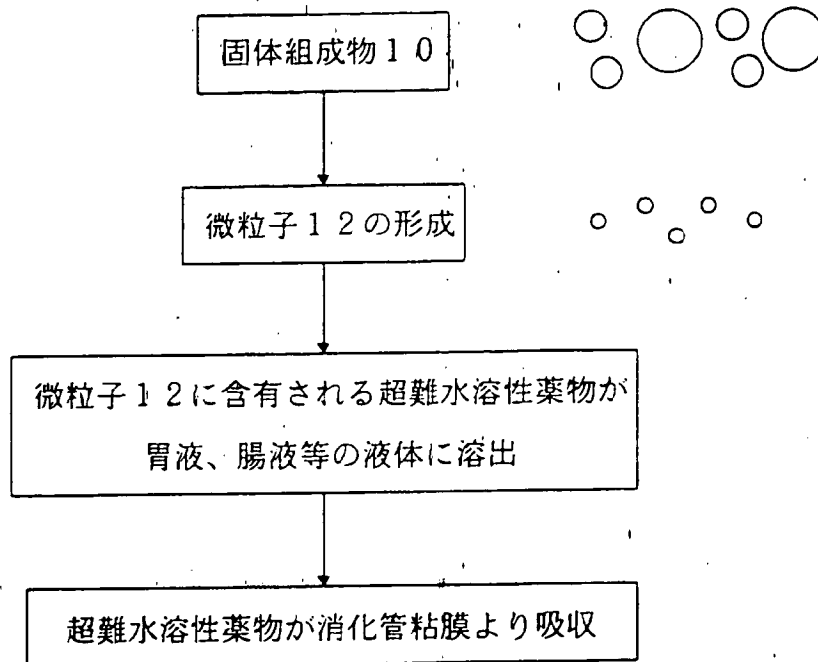 固体組成物１０
微粒子１２の形成
微粒子１２に含有される超難水溶性薬物が
胃液、腸液等の液体に溶出
超難水溶性薬物が消化管粘膜より吸収